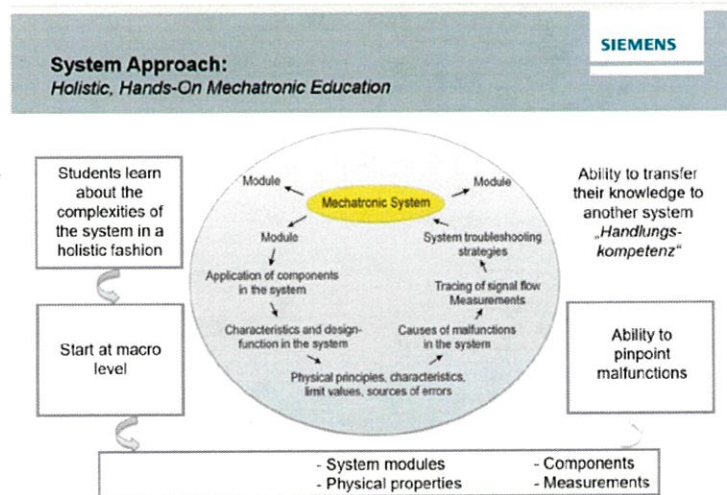 System Approach:
Holistic, Hands-On Mechatronic Education
SIEMENS
Students learn
about the
complexities of
the system in a
holistic fashion
Start at macro
level
Module
Module
Mechatronic System
Module
Application of components
in the system
Characteristics and design-
function in the system
Physical principles, characteristics,
limit values, sources of errors
Causes of malfunctions
in the system
Tracing of signal flow
Measurements
System troubleshooting
strategies
Ability to transfer
their knowledge to
another system
„Handlungs-
kompetenz“
Ability to
pinpoint
malfunctions
- System modules
- Physical properties
- Components
- Measurements